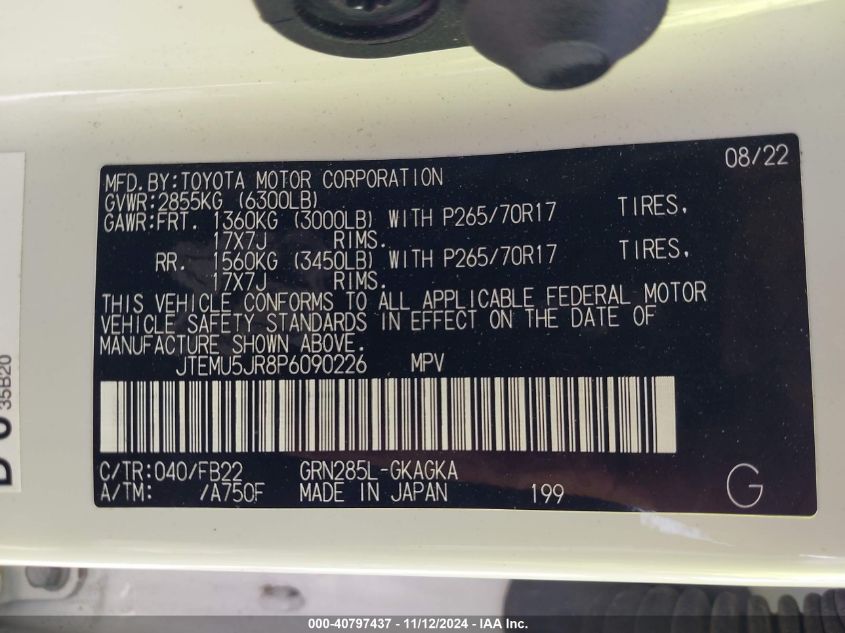 08/22
MFD.BY:TOYOTA MOTOR CORPORATION
GVWR:2855KG (6300LB)
GAWR:FRT. 1360KG (3000LB) WITH P265/70R17 TIRES,
17X7J RIMS.
RR. 1560KG (3450LB) WITH P265/70R17 TIRES,
17X7J RIMS.
THIS VEHICLE CONFORMS TO ALL APPLICABLE FEDERAL MOTOR
VEHICLE SAFETY STANDARDS IN EFFECT ON THE DATE OF
MANUFACTURE SHOWN ABOVE.
JTEMU5JR8P6090226 MPV
C/TR:040/FB22 GRN285L-GKAGKA
A/TM: /A750F MADE IN JAPAN 199 G
35B20
000-40797437 - 11/12/2024 - IAA Inc.